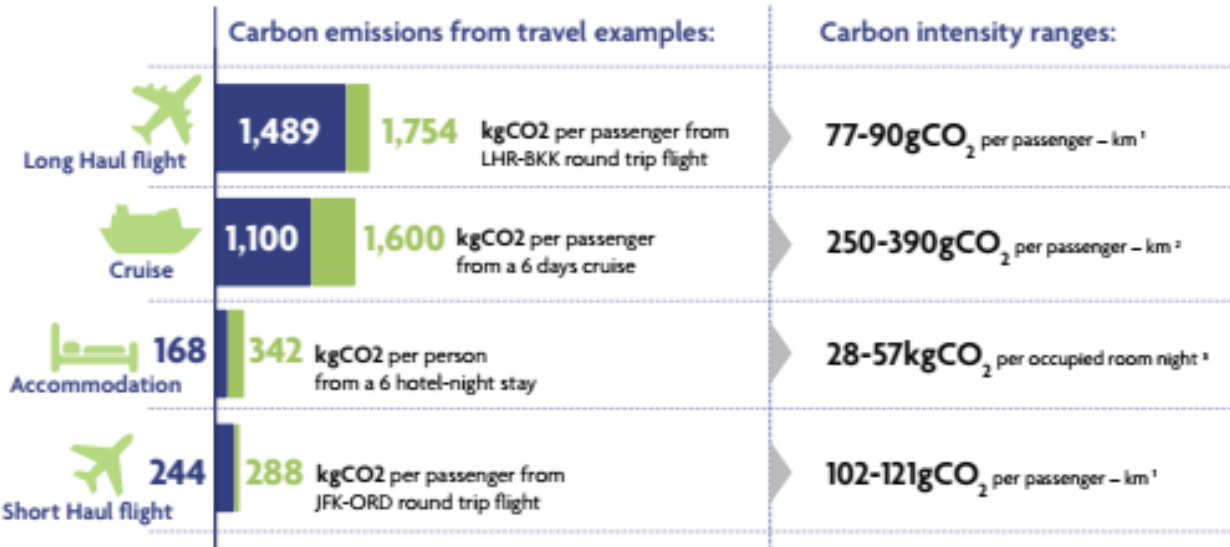 Carbon emissions from travel examples:
Carbon intensity ranges:
Long Haul flight
1,489
1,754
kgCO2 per passenger from
LHR-BKK round trip flight
77-90gCO₂ per passenger – km ¹
Cruise
1,100
1,600
kgCO2 per passenger
from a 6 days cruise
250-390gCO₂ per passenger – km ²
Accommodation
168
342
kgCO2 per person
from a 6 hotel-night stay
28-57kgCO₂ per occupied room night ³
Short Haul flight
244
288
kgCO2 per passenger from
JFK-ORD round trip flight
102-121gCO₂ per passenger – km ¹